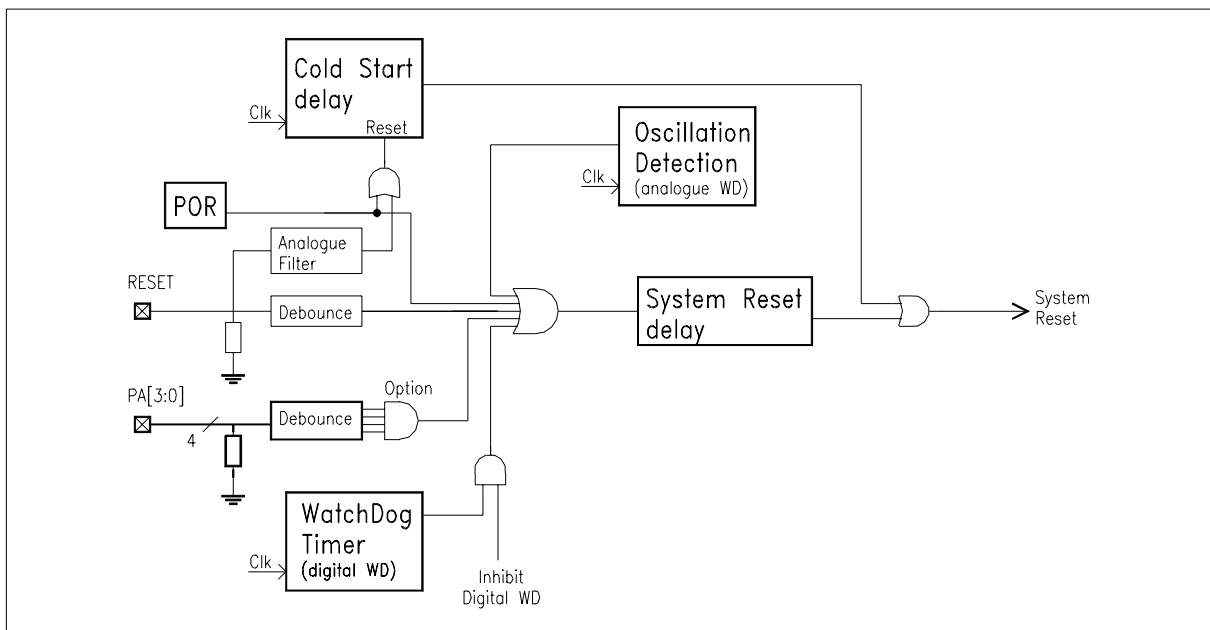 Cold Start
delay
Clk
Reset
Oscillation
Detection
(analogue WD)
Clk
POR
Analogue
Filter
RESET
Debounce
System Reset
delay
System
Reset
PA[3:0]
Option
Debounce
4
WatchDog
Timer
(digital WD)
Clk
Inhibit
Digital WD